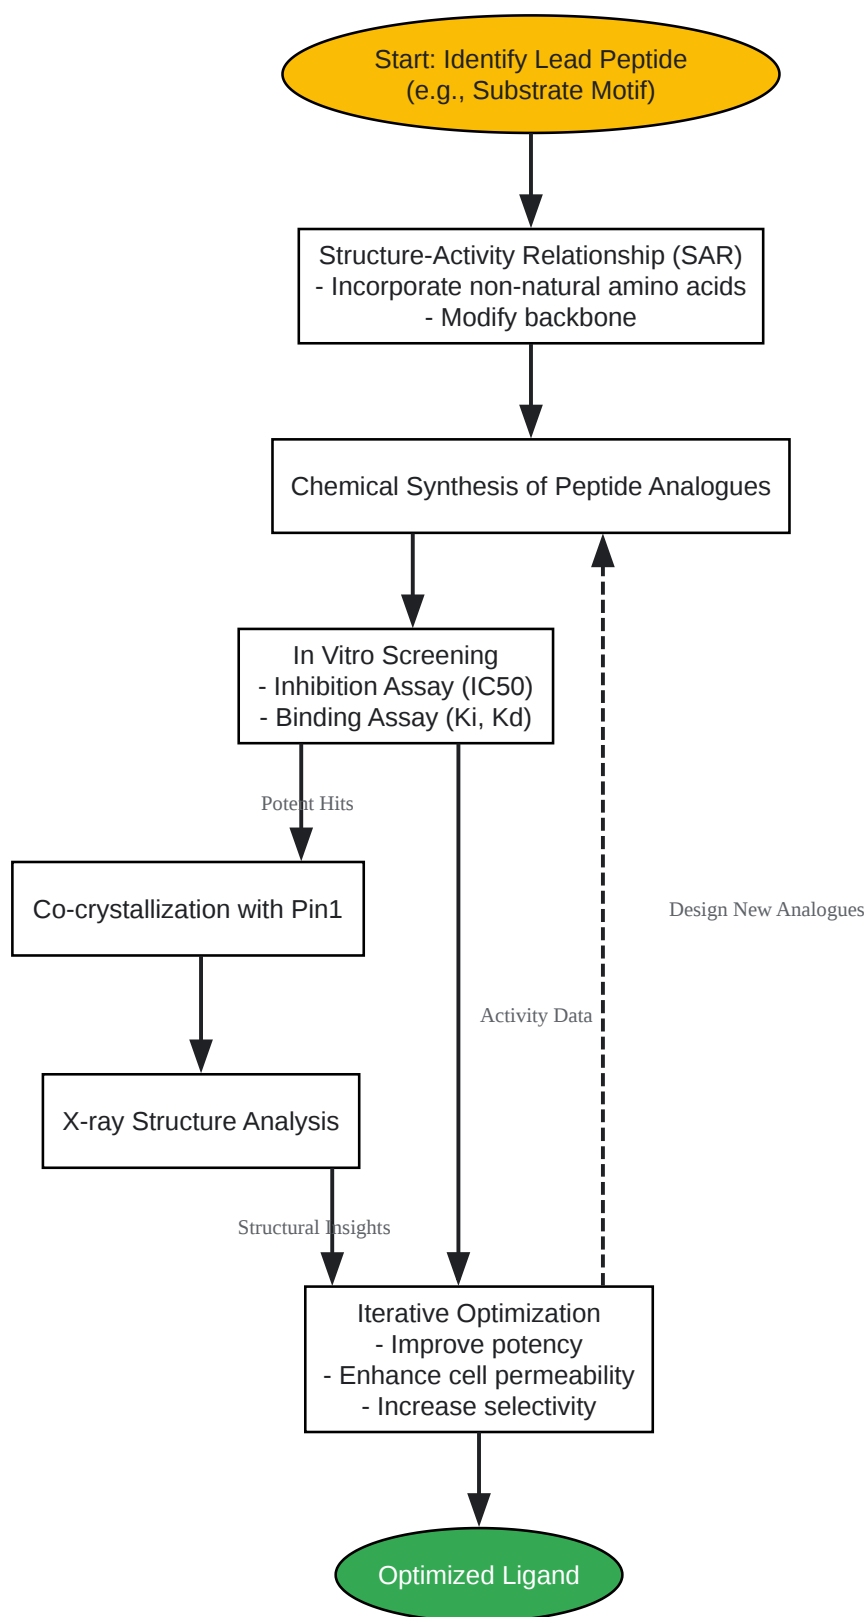 Start: Identify Lead Peptide
(e.g., Substrate Motif)
Structure-Activity Relationship (SAR)
- Incorporate non-natural amino acids
- Modify backbone
Chemical Synthesis of Peptide Analogues
In Vitro Screening
- Inhibition Assay (IC50)
- Binding Assay (Ki, Kd)
Potent Hits
Co-crystallization with Pin1
Design New Analogues
Activity Data
X-ray Structure Analysis
Structural Insights
Iterative Optimization
- Improve potency
- Enhance cell permeability
- Increase selectivity
Optimized Ligand